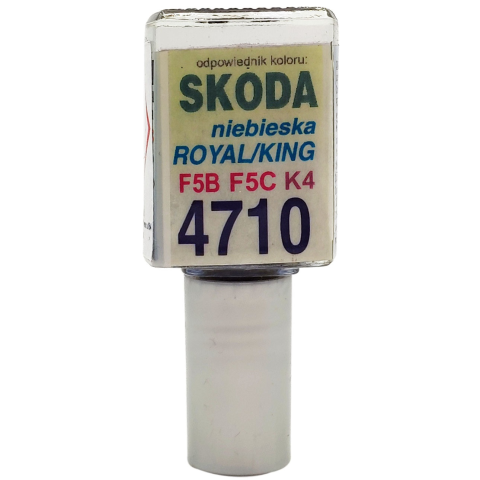 odpowiednik koloru:
SKODA
niebieska
ROYAL/KING
F5B F5C K4
4710